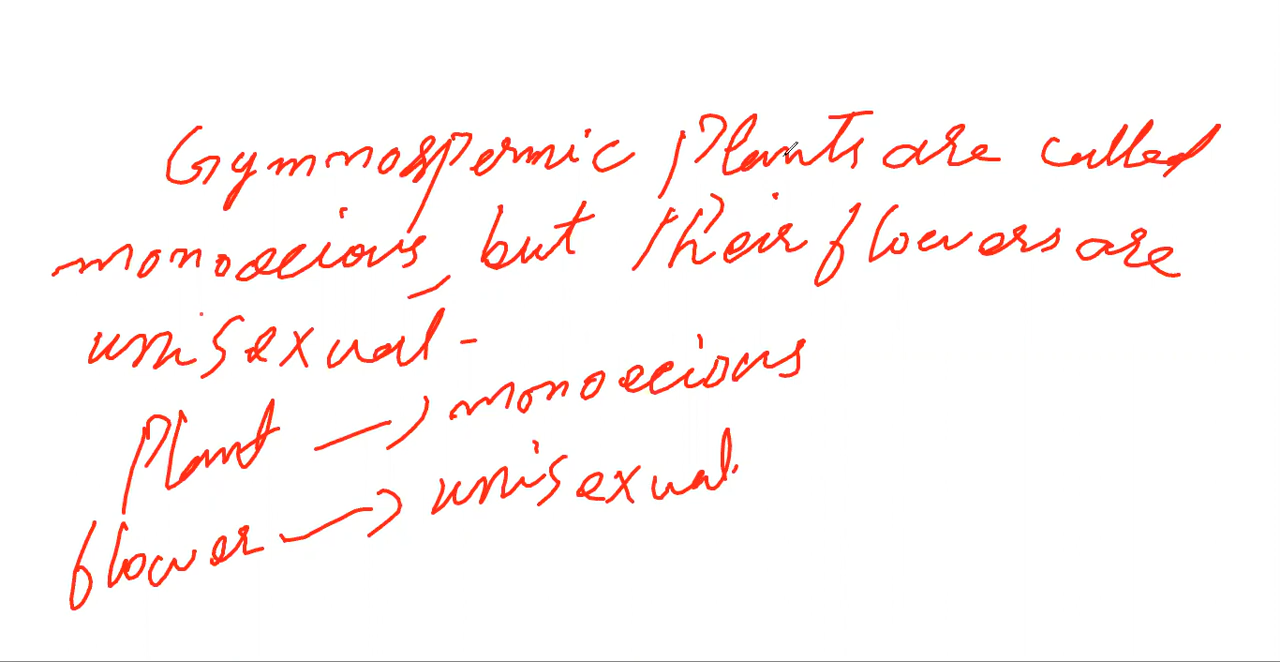 Gymnospermic Plants are called
monoecious, but their flowers are
unisexual.
Plant → monoecious
flower → unisexual.